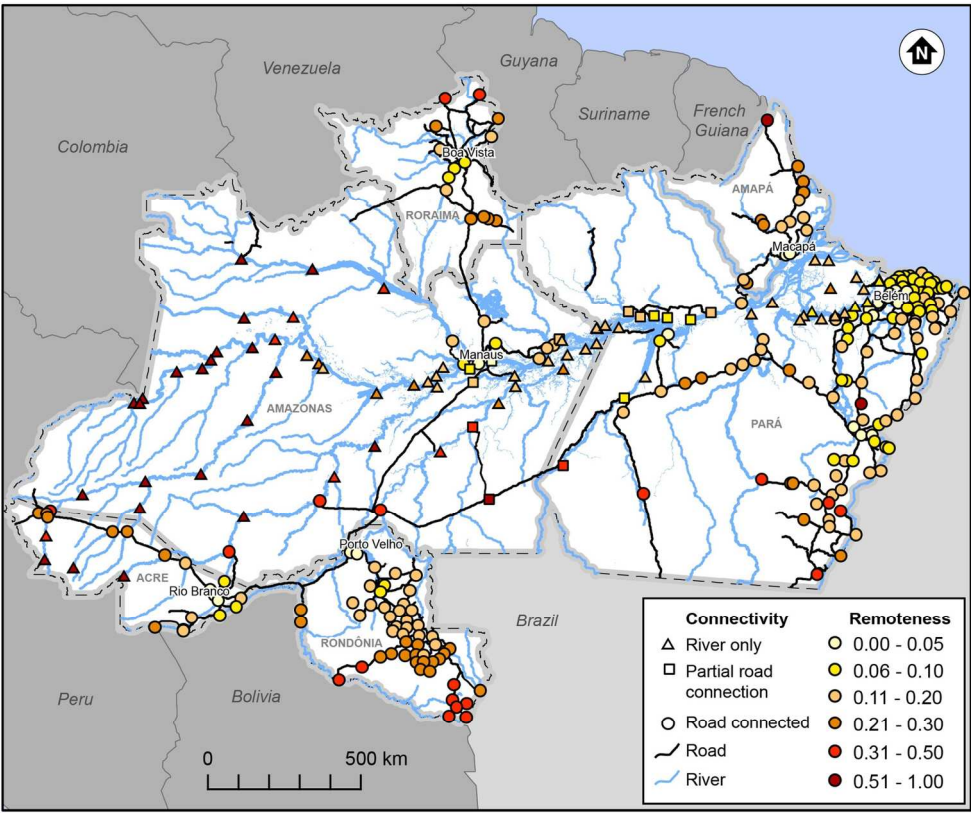 N
Venezuela
Guyana
Suriname
French
Guiana
Colombia
Boa Vista
AMAPÁ
RORAIMA
Macapá
Belém
Manaus
AMAZONAS
PARÁ
Porto Velho
ACRE
Rio Branco
RONDÔNIA
Brazil
Peru
Bolivia
0 500 km
Connectivity
River only
Partial road
connection
Road connected
Road
River
Remoteness
0.00 - 0.05
0.06 - 0.10
0.11 - 0.20
0.21 - 0.30
0.31 - 0.50
0.51 - 1.00